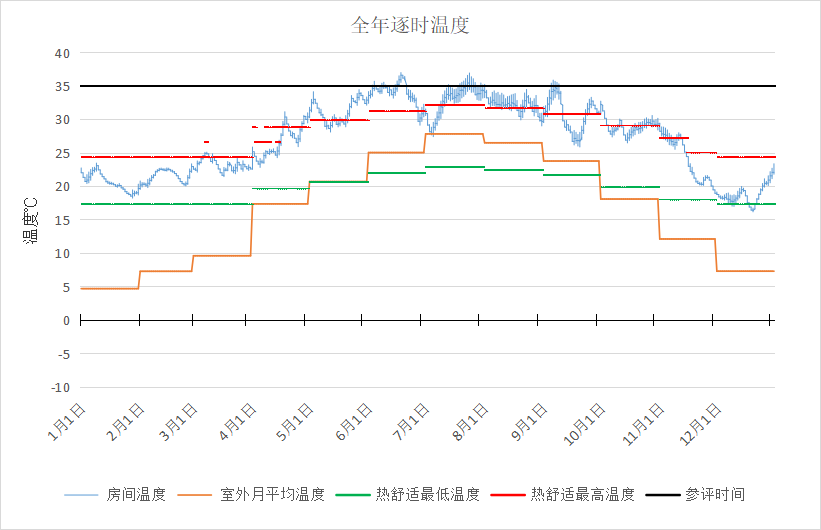 全年逐时温度
40
35
30
25
20
15
10
5
0
-5
-10
温度℃
1月1日
2月1日
3月1日
4月1日
5月1日
6月1日
7月1日
8月1日
9月1日
10月1日
11月1日
12月1日
房间温度 室外月平均温度 热舒适最低温度 热舒适最高温度 参评时间